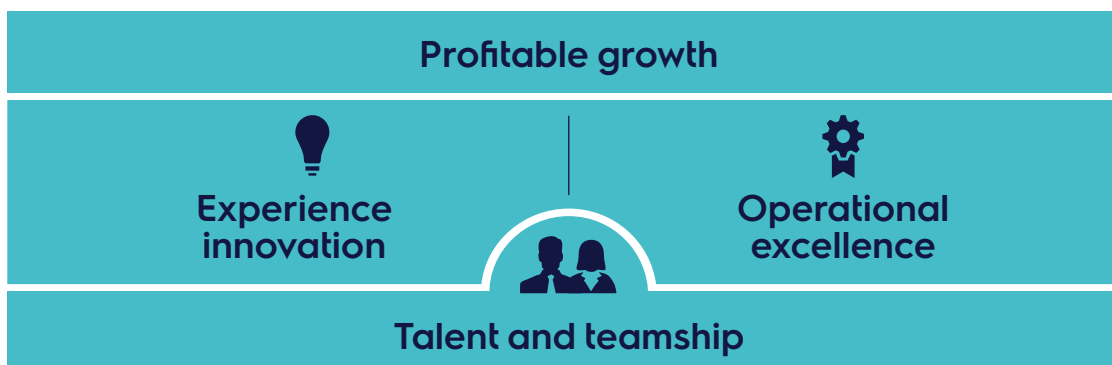 Profitable growth
Experience
innovation
Operational
excellence
Talent and teamship